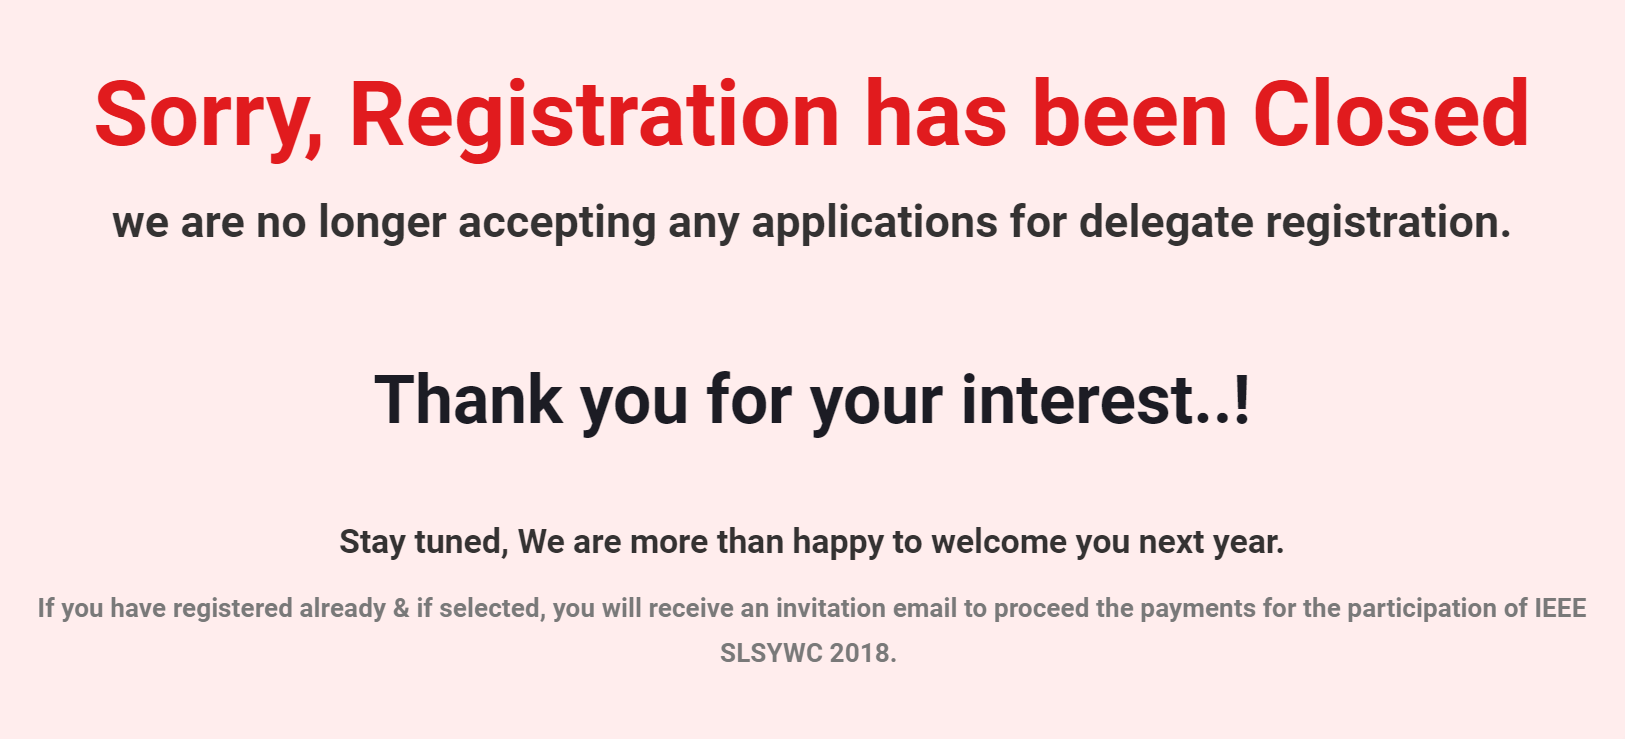 Sorry, Registration has been Closed
we are no longer accepting any applications for delegate registration.
Thank you for your interest..!
Stay tuned, We are more than happy to welcome you next year.
If you have registered already & if selected, you will receive an invitation email to proceed the payments for the participation of IEEE
SLSYWC 2018.